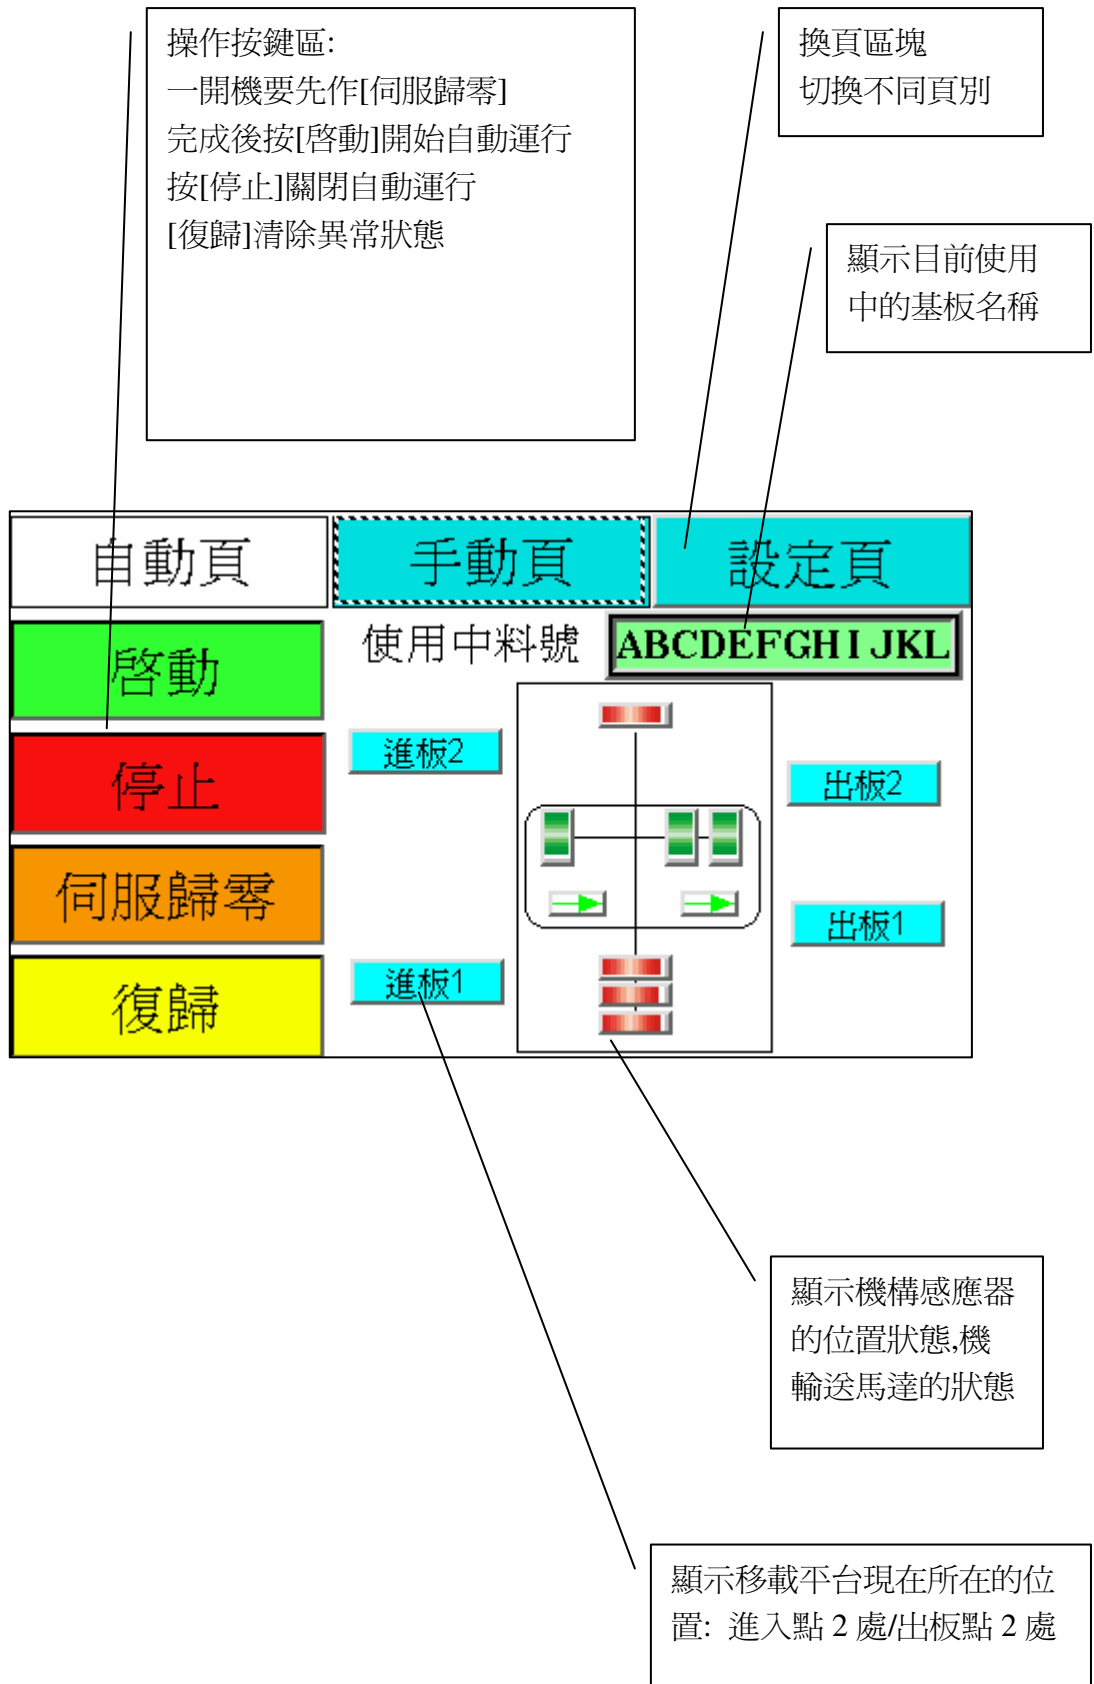 操作按鍵區:
一開機要先作[伺服歸零]
完成後按[啓動]開始自動運行
按[停止]關閉自動運行
[復歸]清除異常狀態
換頁區塊
切換不同頁別
顯示目前使用
中的基板名稱
自動頁
手動頁
設定頁
啓動
使用中料號
ABCDEFGHIJKL
停止
進板2
出板2
伺服歸零
出板1
復歸
進板1
顯示機構感應器
的位置狀態,機
輸送馬達的狀態
顯示移載平台現在所在的位
置: 進入點 2 處/出板點 2 處